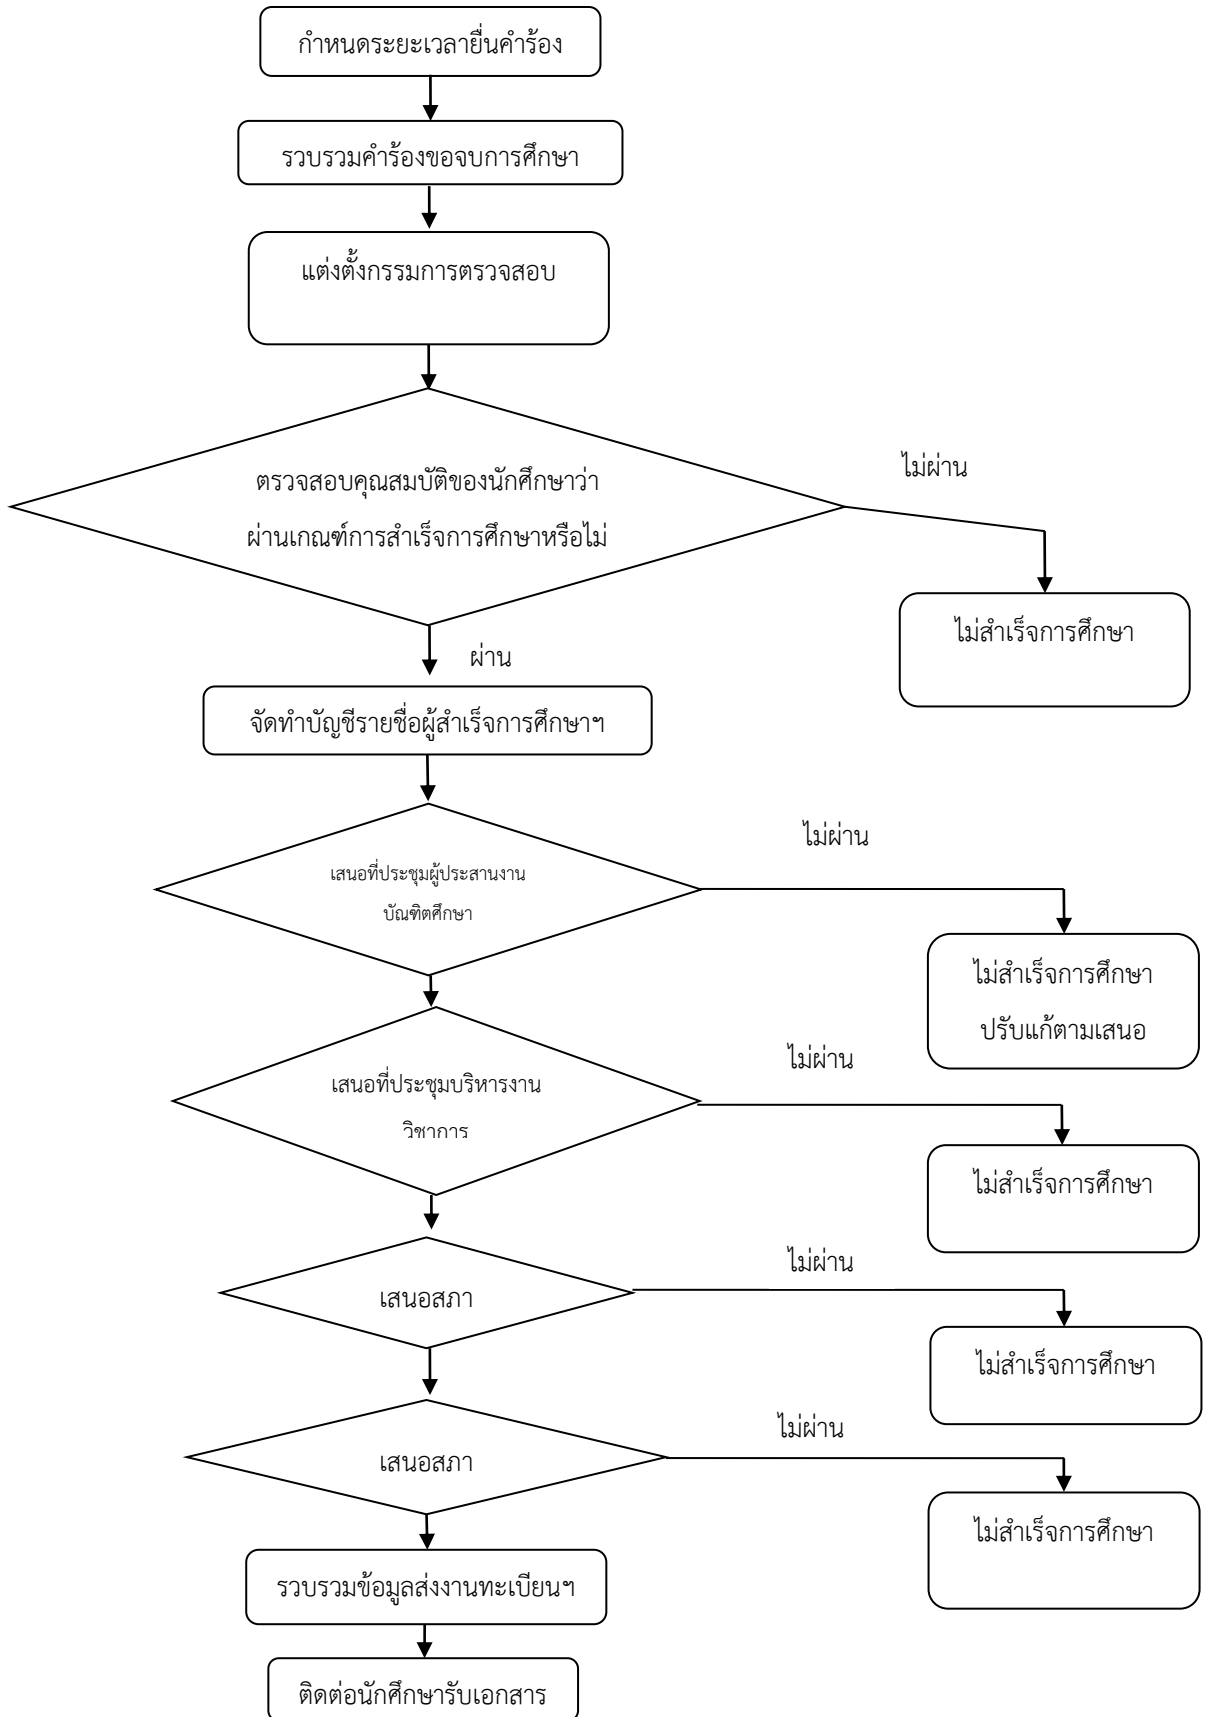 กำหนดระยะเวลายื่นคำร้อง
รวบรวมคำร้องขอจบการศึกษา
แต่งตั้งกรรมการตรวจสอบ
ตรวจสอบคุณสมบัติของนักศึกษาว่า
ผ่านเกณฑ์การสำเร็จการศึกษาหรือไม่
ไม่ผ่าน
ไม่สำเร็จการศึกษา
ผ่าน
จัดทำบัญชีรายชื่อผู้สำเร็จการศึกษาฯ
เสนอที่ประชุมผู้ประสานงาน
บัณฑิตศึกษา
ไม่ผ่าน
ไม่สำเร็จการศึกษา
ปรับแก้ตามเสนอ
เสนอที่ประชุมบริหารงาน
วิชาการ
ไม่ผ่าน
ไม่สำเร็จการศึกษา
เสนอสภา
ไม่ผ่าน
ไม่สำเร็จการศึกษา
เสนอสภา
ไม่ผ่าน
ไม่สำเร็จการศึกษา
รวบรวมข้อมูลส่งงานทะเบียนฯ
ติดต่อนักศึกษารับเอกสาร